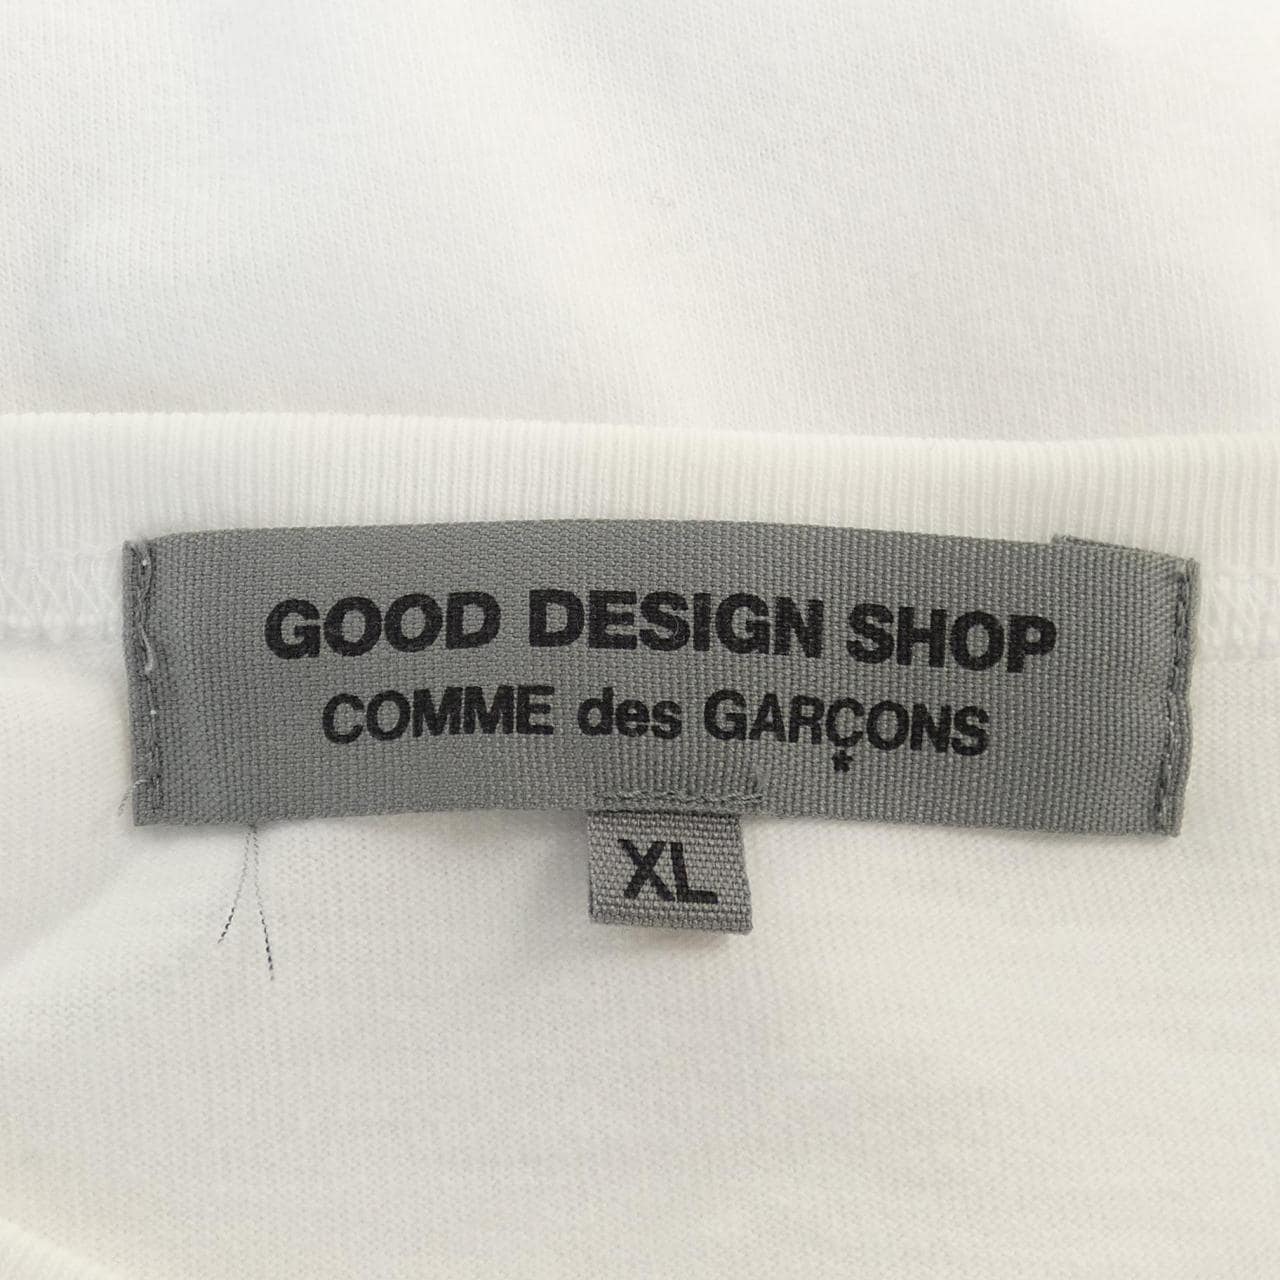 GOOD DESIGN SHOP
COMME des GARÇONS
*
XL